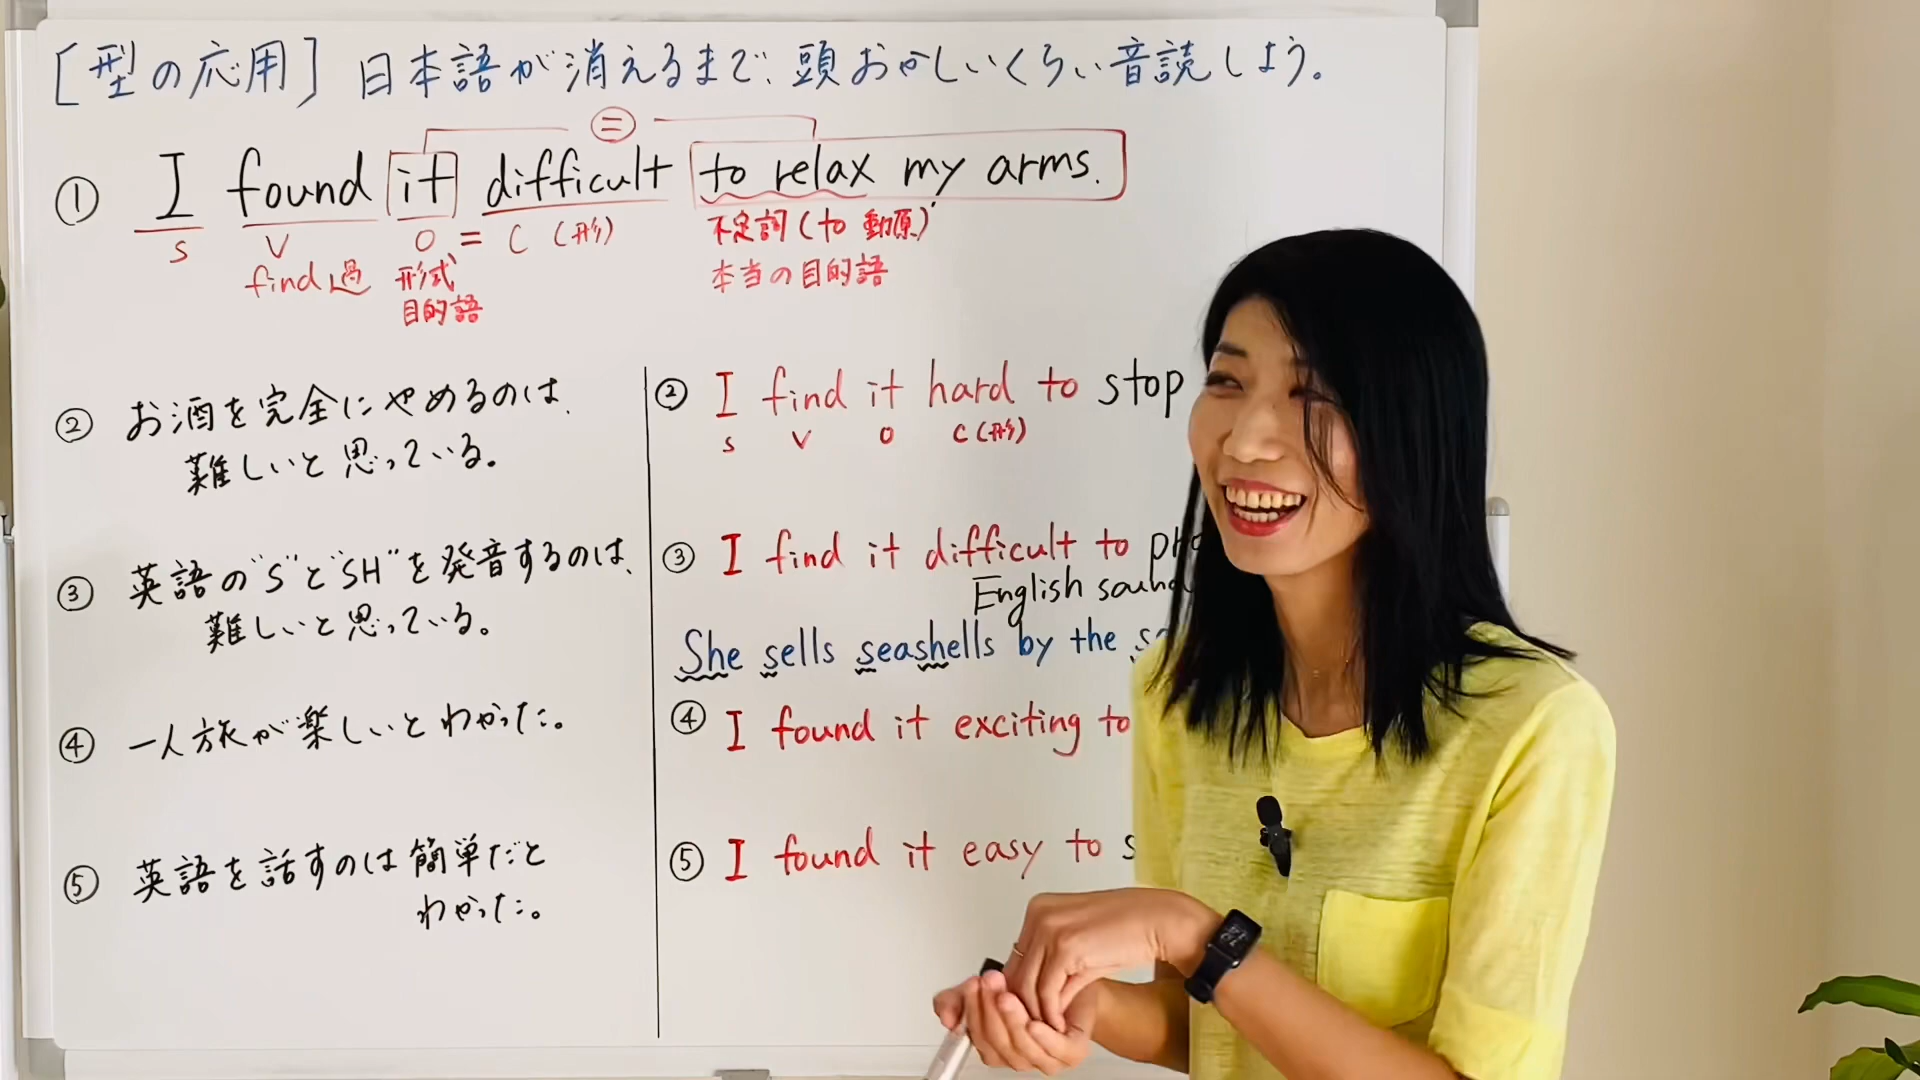 [型の応用] 日本語が消えるまで、頭おかしいくらい音読しよう。
=
① I found it difficult to relax my arms.
S V O = C (形) 不定詞 (to 動原)
find過 形式 本当の目的語
目的語
② お酒を完全にやめるのは、
難しいと思っている。
③ 英語の"S"と"SH"を発音するのは、
難しいと思っている。
④ 一人旅が楽しいとわかった。
⑤ 英語を話すのは簡単だと
わかった。
② I find it hard to stop
S V O C (形)
③ I find it difficult to
English sound
She sells seashells by the
④ I found it exciting to
⑤ I found it easy to